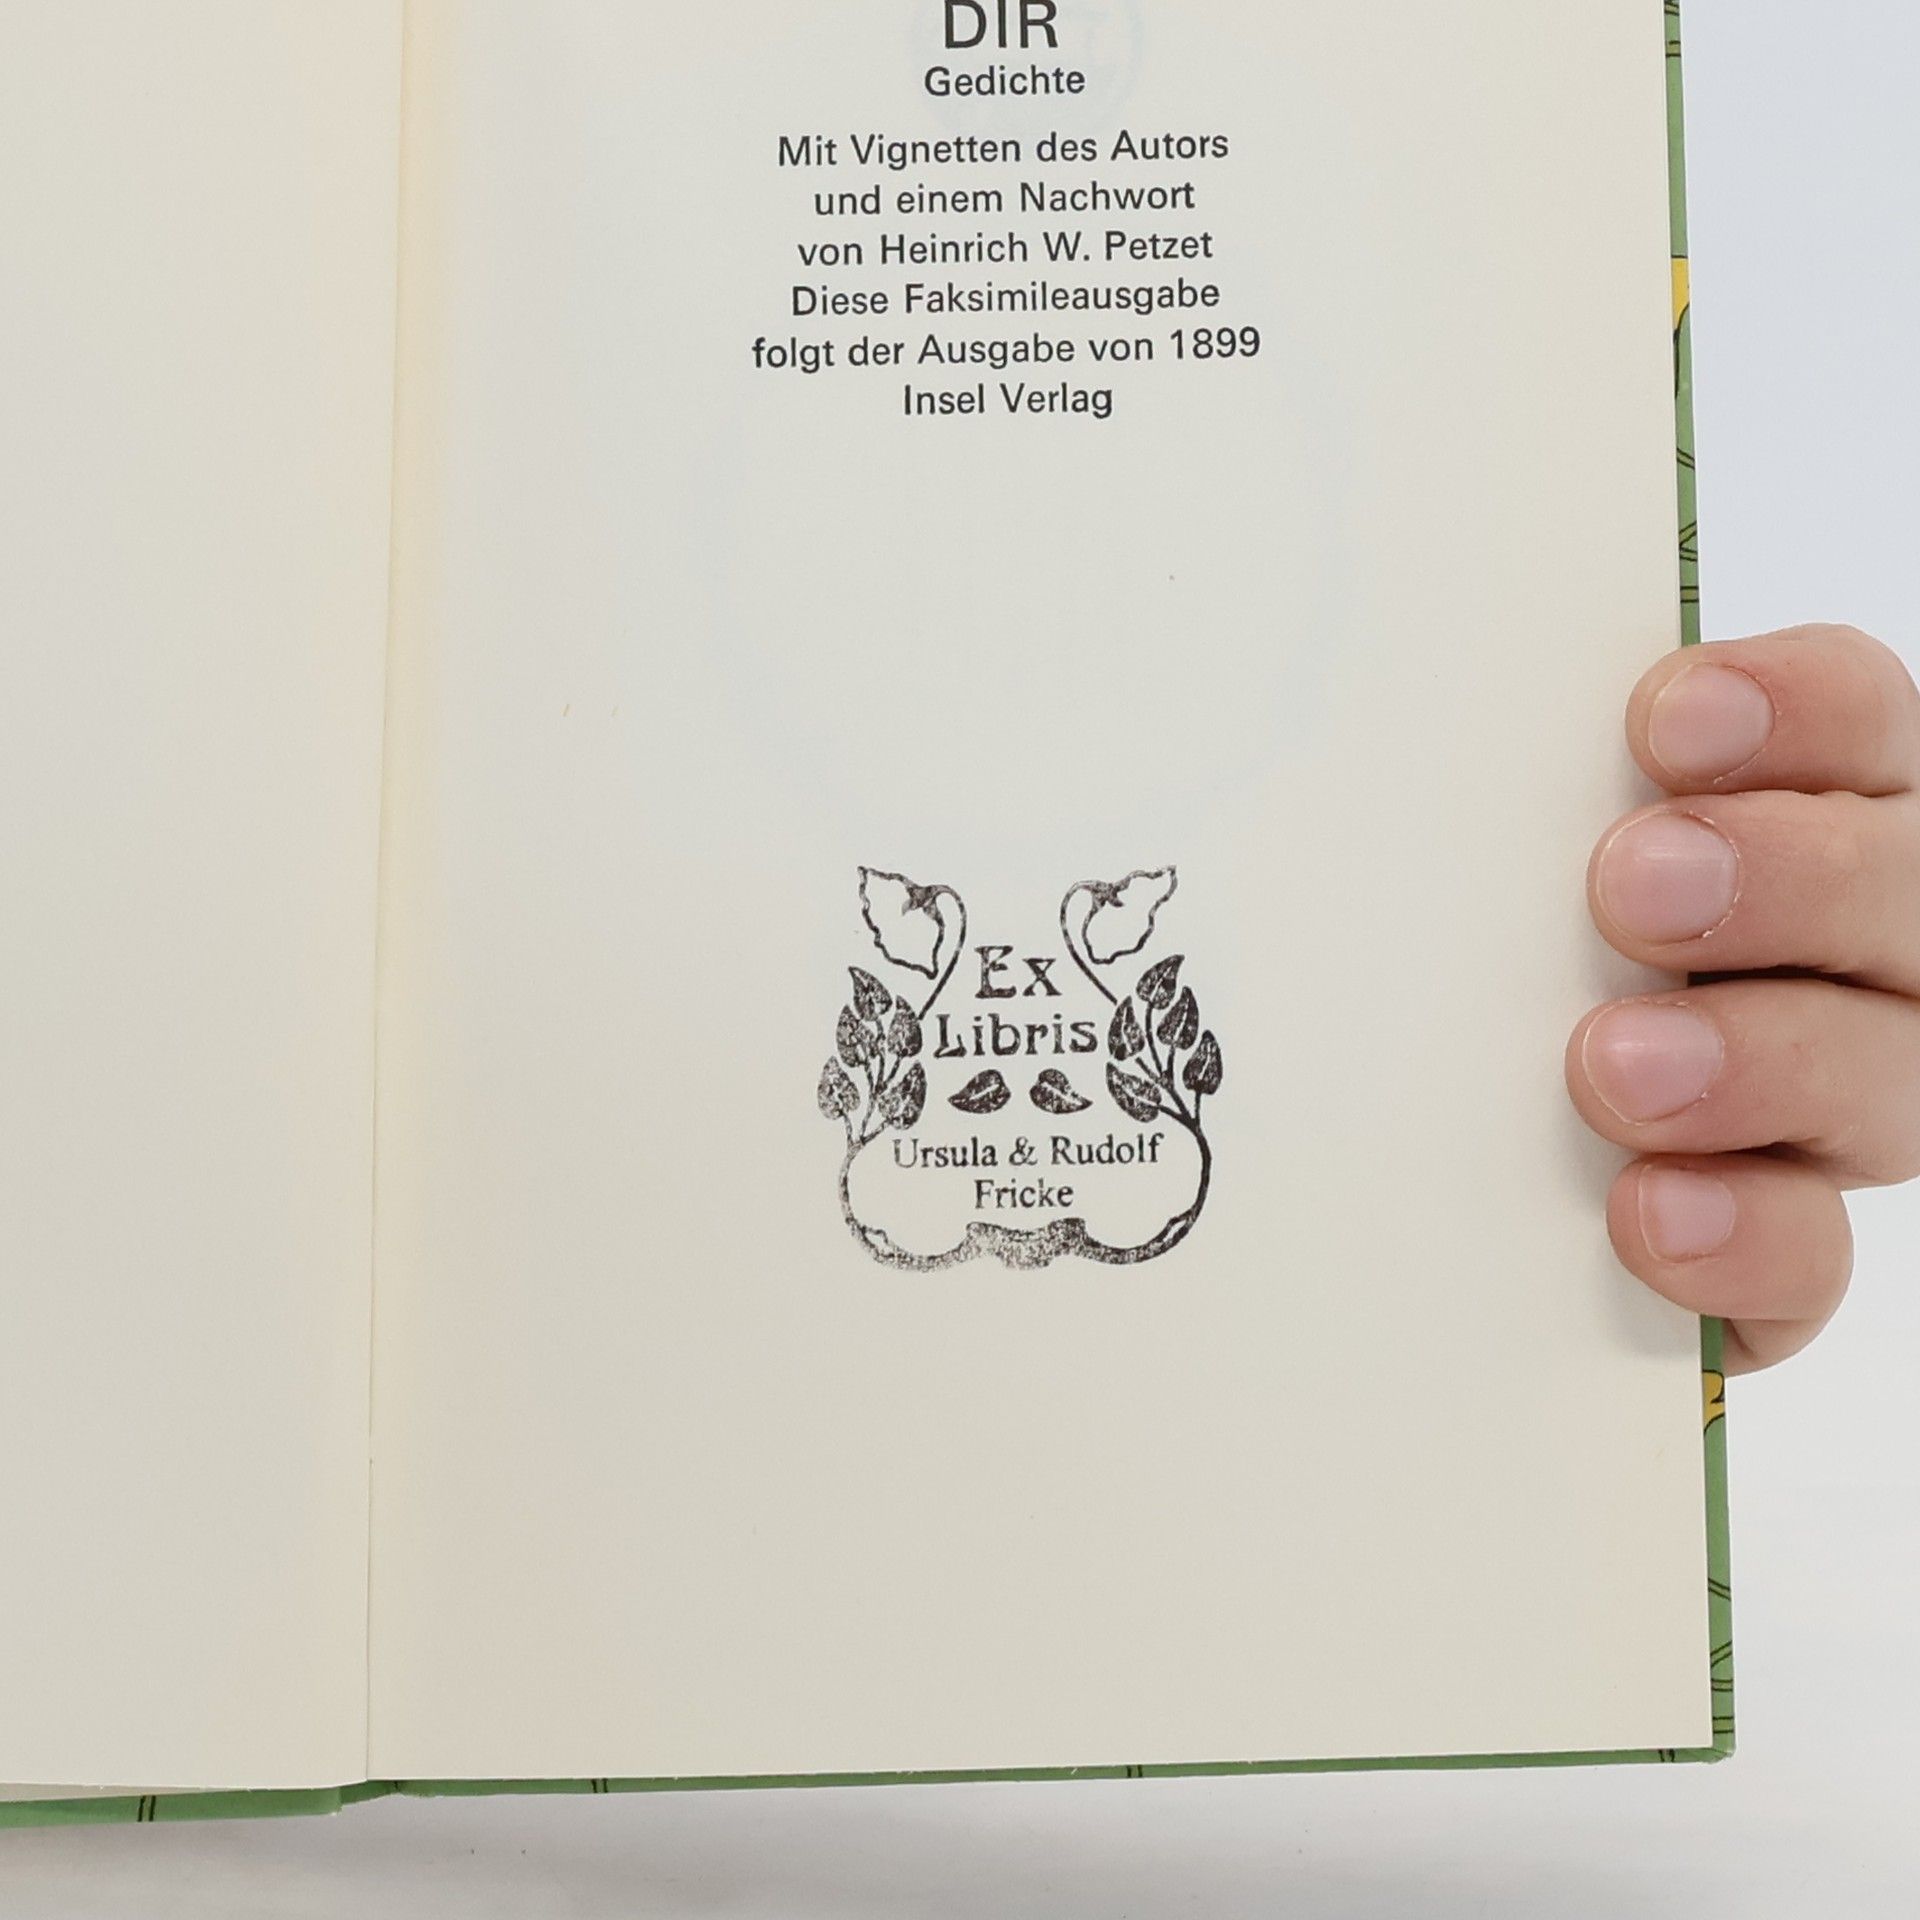 DIR
Gedichte
Mit Vignetten des Autors
und einem Nachwort
von Heinrich W. Petzet
Diese Faksimileausgabe
folgt der Ausgabe von 1899
Insel Verlag
Ex
Libris
Ursula & Rudolf
Fricke